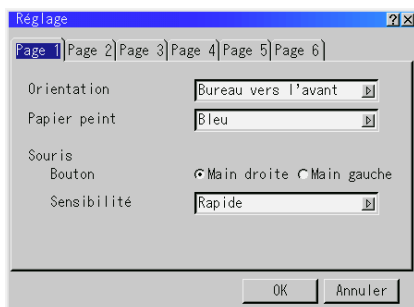 Réglage
Page 1 Page 2 Page 3 Page 4 Page 5 Page 6
Orientation Bureau vers l'avant
Papier peint Bleu
Souris
Bouton Main droite Main gauche
Sensibilité Rapide
OK Annuler